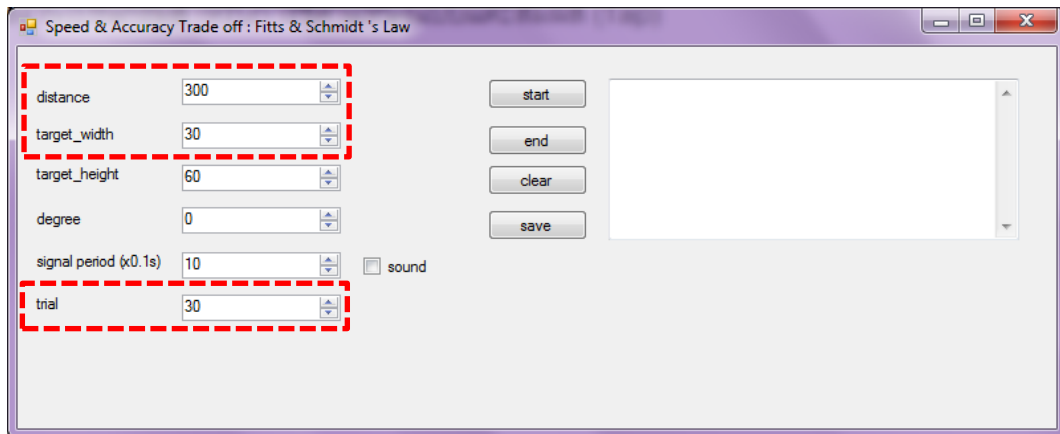 Speed & Accuracy Trade off : Fitts & Schmidt 's Law
distance 300 start
target_width 30 end
target_height 60 clear
degree 0 save
signal period (x0.1s) 10 sound
trial 30